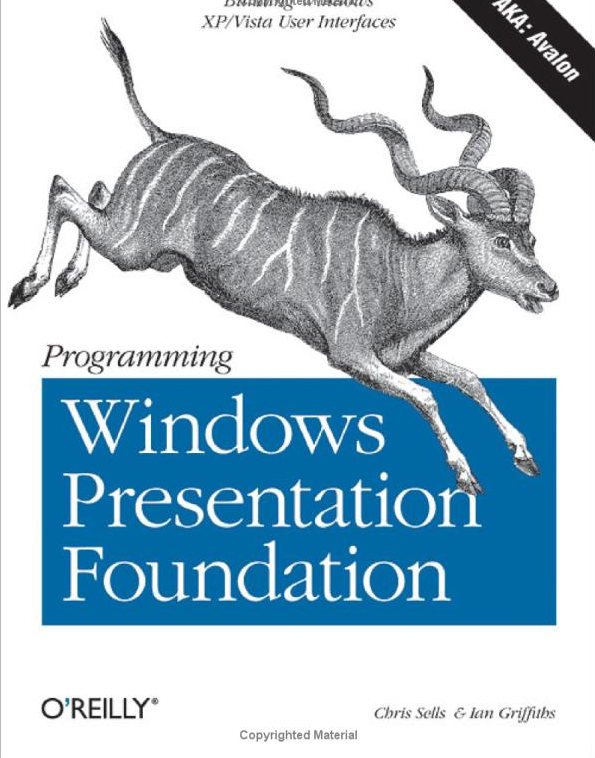 XP/Vista User Interfaces
AKA: Avalon
Programming
Windows
Presentation
Foundation
O'REILLY®
Chris Sells & Ian Griffiths
Copyrighted Material